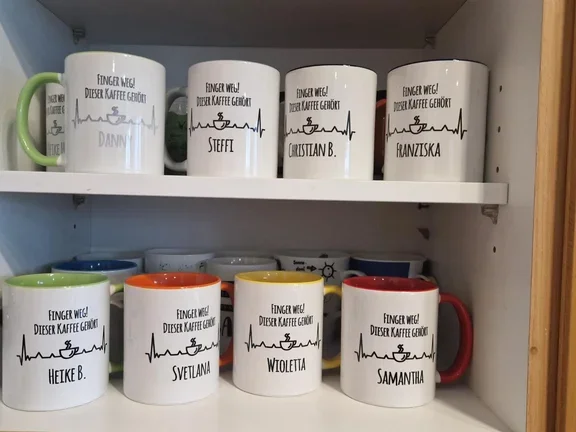 FINGER WEG!
DIESER KAFFEE GEHÖRT
DANNY
FINGER WEG!
DIESER KAFFEE GEHÖRT
STEFFI
FINGER WEG!
DIESER KAFFEE GEHÖRT
CHRISTIAN B.
FINGER WEG!
DIESER KAFFEE GEHÖRT
FRANZISKA
FINGER WEG!
DIESER KAFFEE GEHÖRT
HEIKE B.
FINGER WEG!
DIESER KAFFEE GEHÖRT
SVETLANA
FINGER WEG!
DIESER KAFFEE GEHÖRT
WIOLETTA
FINGER WEG!
DIESER KAFFEE GEHÖRT
SAMANTHA